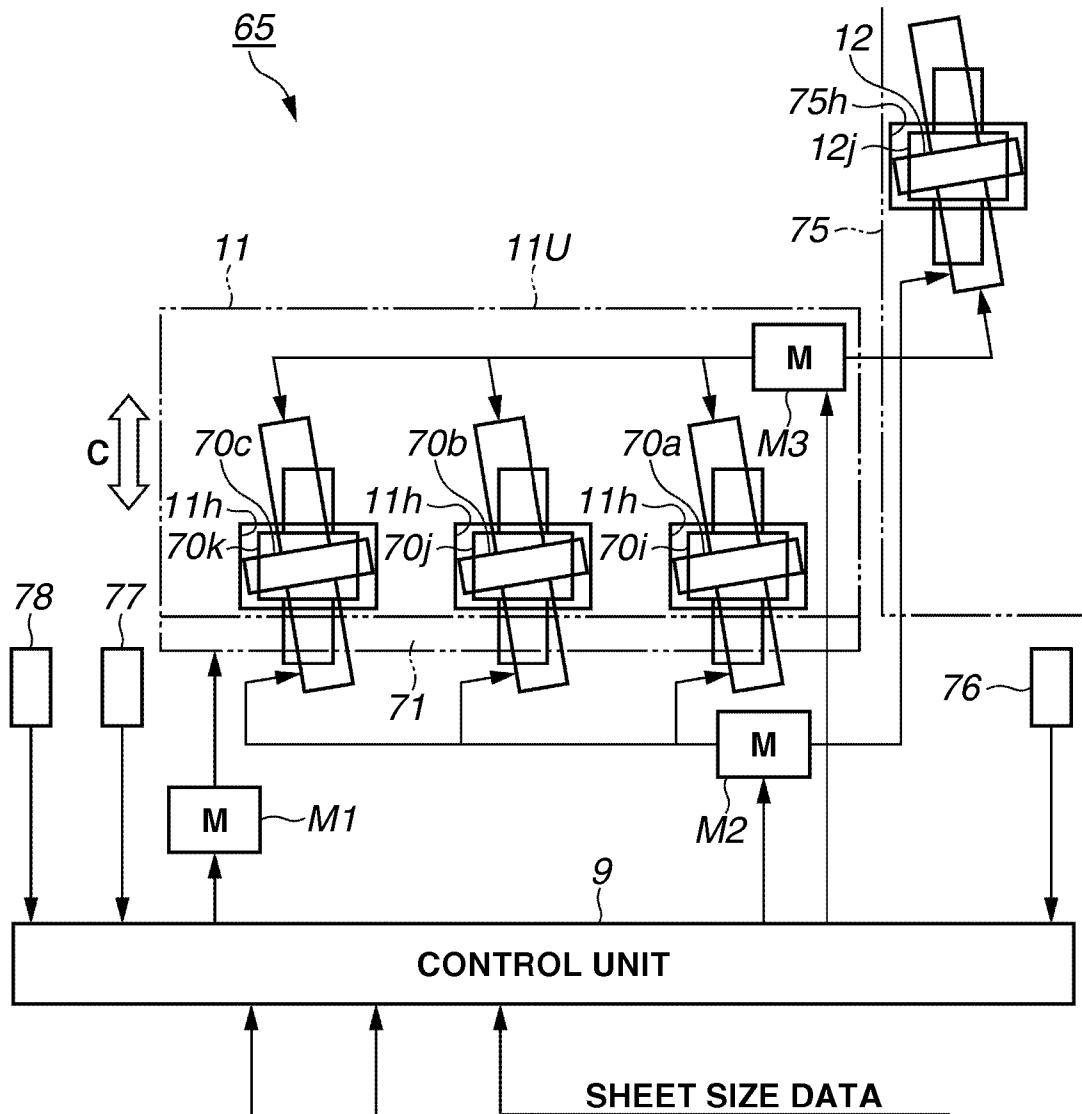 65
12
75h
12j
75
11
11U
M
M3
C
70c
70b
70a
11h
11h
11h
70k
70j
70i
78
77
71
76
M
M2
M
M1
9
CONTROL UNIT
SHEET SIZE DATA